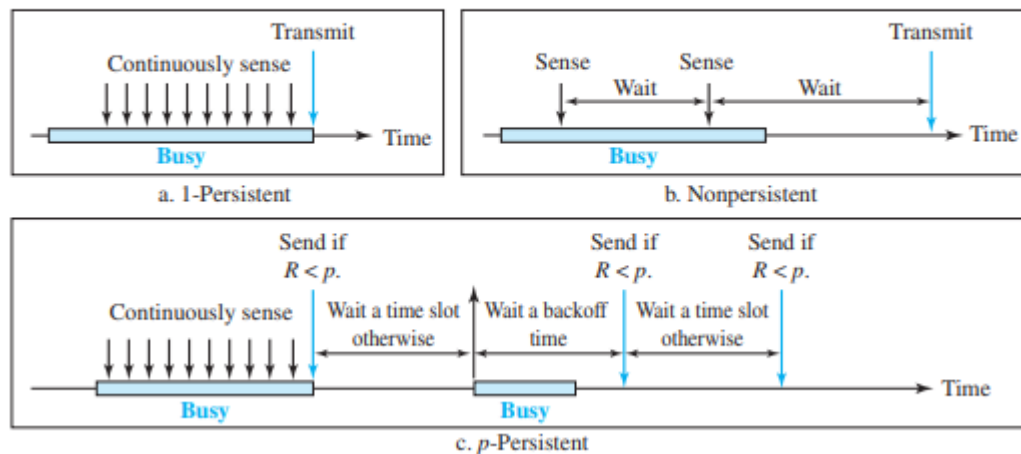 Transmit
Continuously sense
Time
Busy
a. 1-Persistent
Transmit
Sense
Sense
Wait
Wait
Time
Busy
b. Nonpersistent
Send if
R < p.
Send if
R < p.
Send if
R < p.
Continuously sense
Wait a time slot
otherwise
Wait a backoff
time
Wait a time slot
otherwise
Time
Busy
Busy
c. p-Persistent